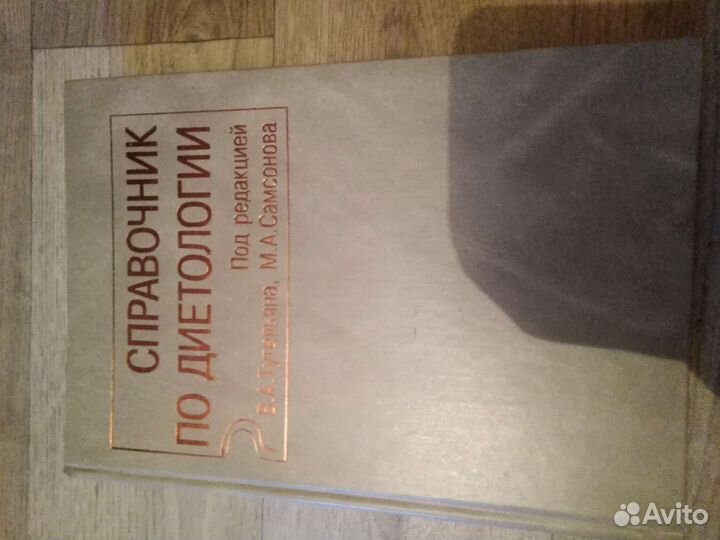 СПРАВОЧНИК
ПО ДИЕТОЛОГИИ
Под редакцией
В.А.Тутельяна, М.А.Самсонова
Avito